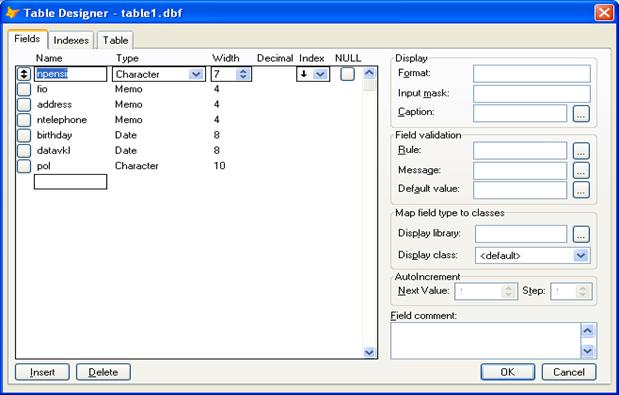 Table Designer - table1.dbf
Fields Indexes Table
Name Type Width Decimal Index NULL
npensi Character 7
fio Memo 4
address Memo 4
ntelephone Memo 4
birthday Date 8
datavkl Date 8
pol Character 10
Display
Format:
Input mask:
Caption: ...
Field validation
Rule: ...
Message: ...
Default value: ...
Map field type to classes
Display library: ...
Display class: <default>
AutoIncrement
Next Value: Step:
Field comment:
Insert Delete OK Cancel